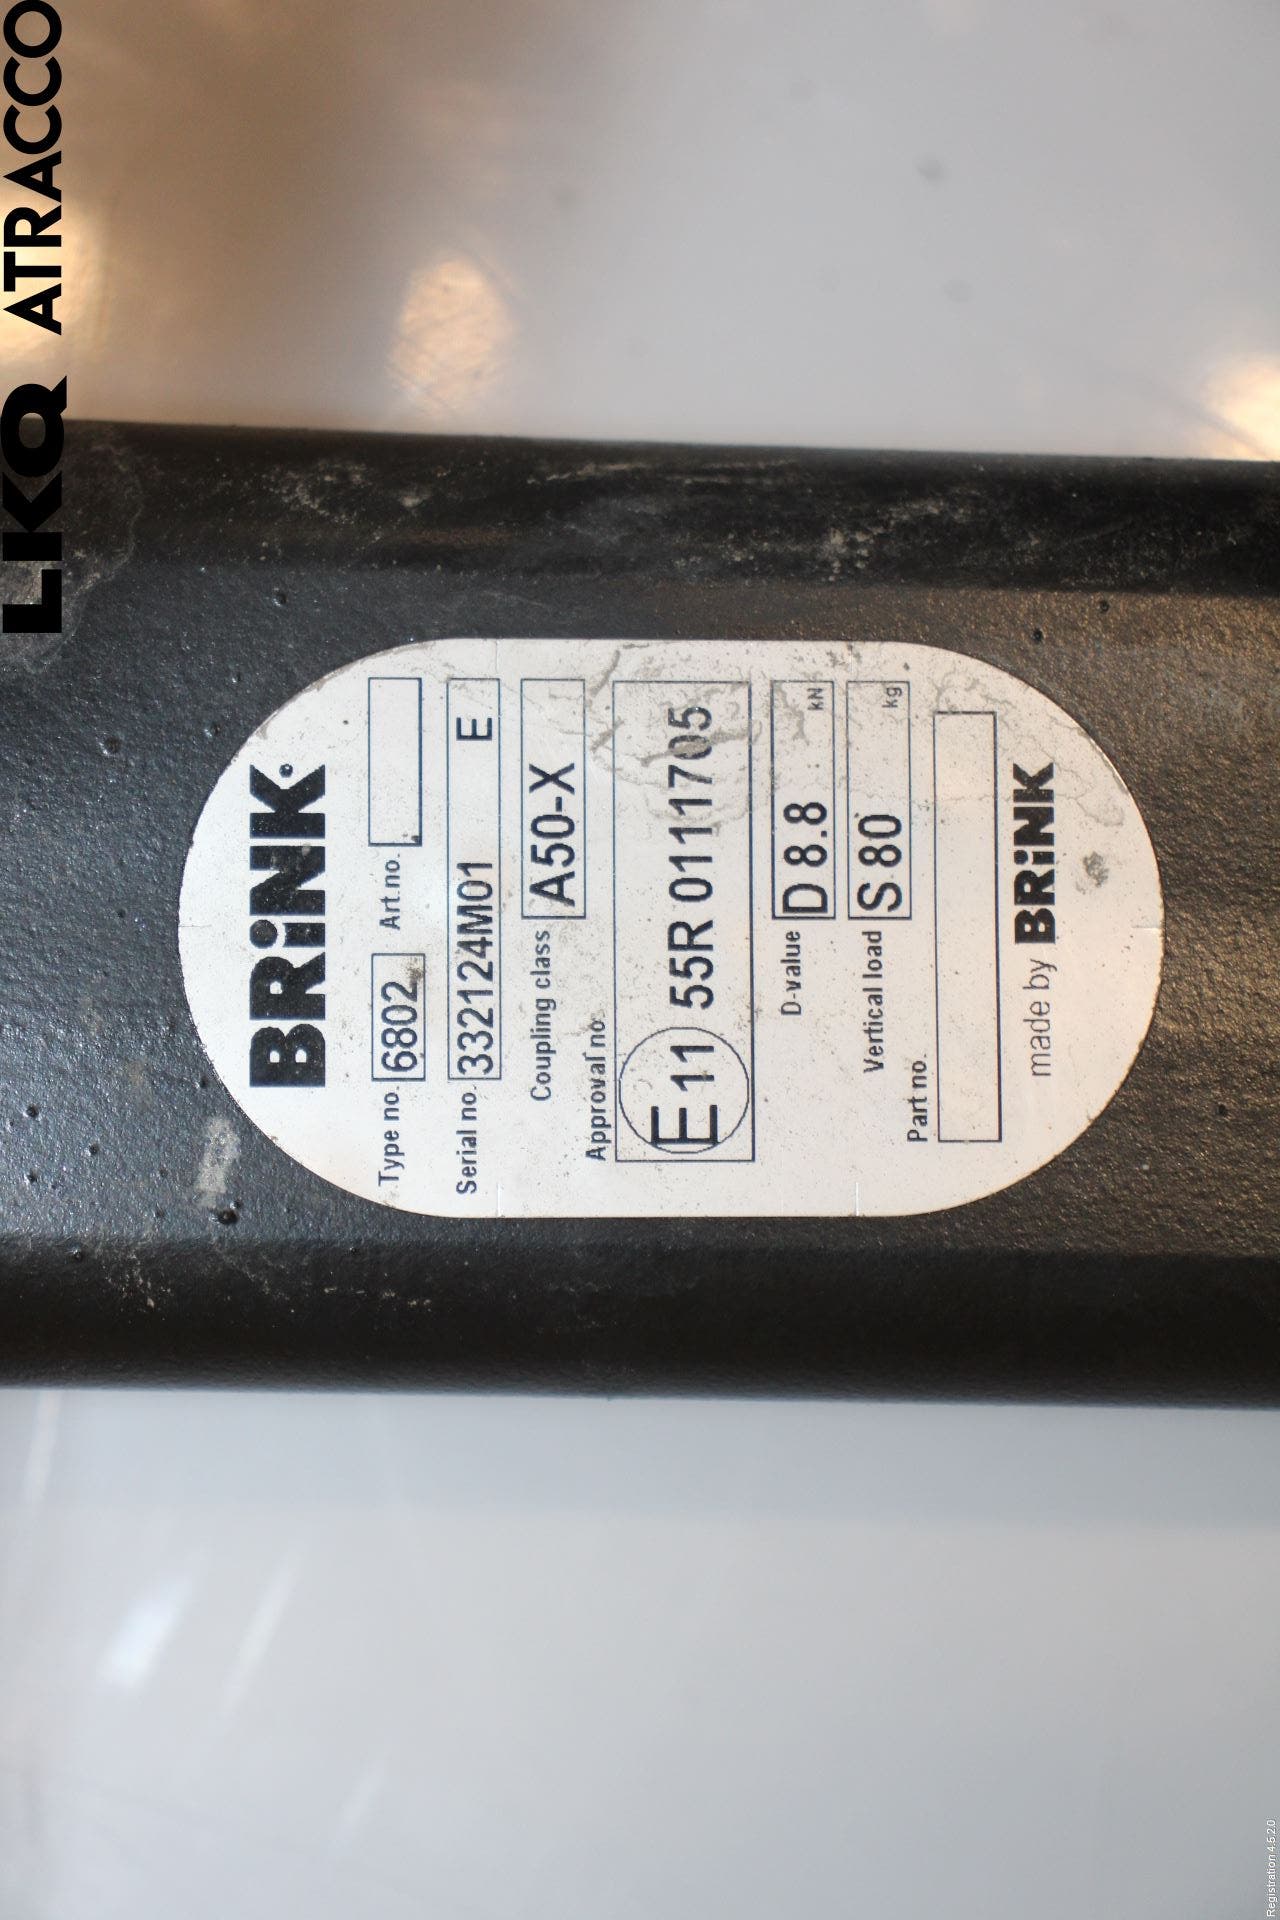 LKQ ATRACCO
BRiNK
Type no. 6802 Art.no.
Serial no. 332124M01 E
Coupling class A50-X
Approval no.
E11 55R 0111705
D-value D 8.8 kN
Vertical load S 80 kg
Part no.
made by BRiNK
Registration 4.5.2.0